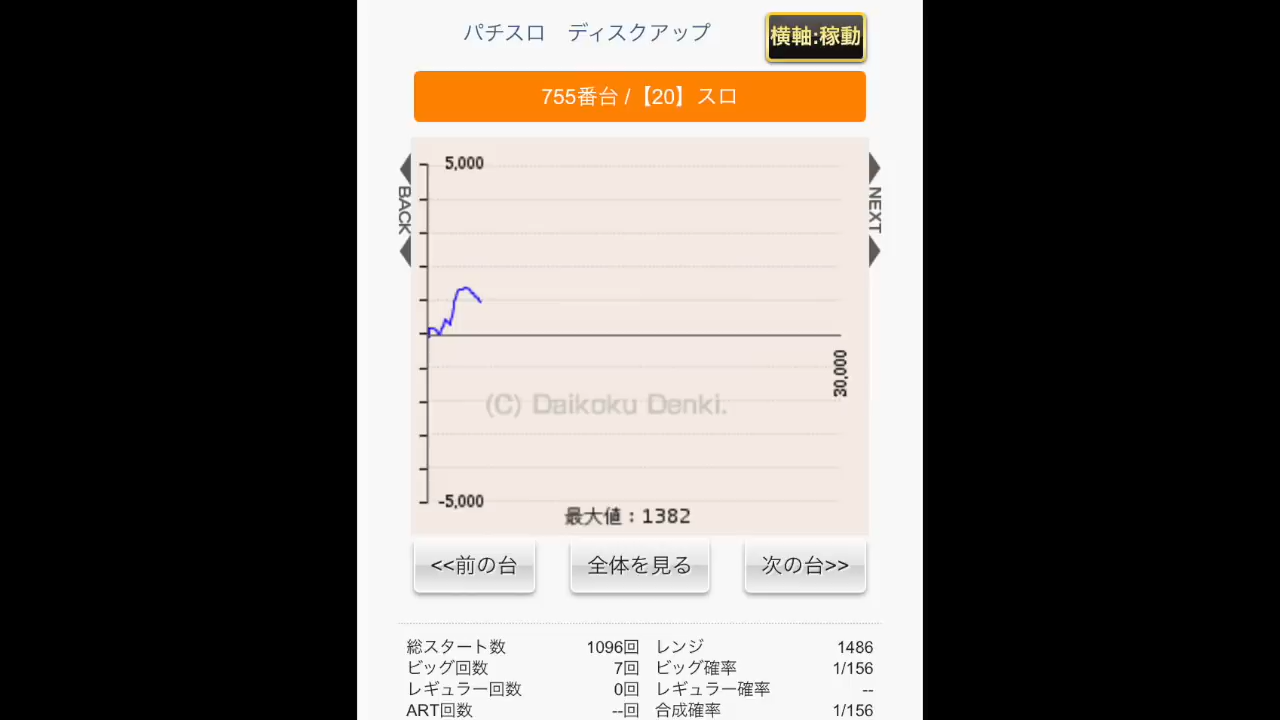 パチスロ　ディスクアップ
横軸:稼動
755番台 /【20】スロ
5,000
BACK
NEXT
30,000
(C) Daikoku Denki.
-5,000
最大値：1382
<<前の台
全体を見る
次の台>>
総スタート数 1096回 レンジ 1486
ビッグ回数 7回 ビッグ確率 1/156
レギュラー回数 0回 レギュラー確率 --
ART回数 --回 合成確率 1/156